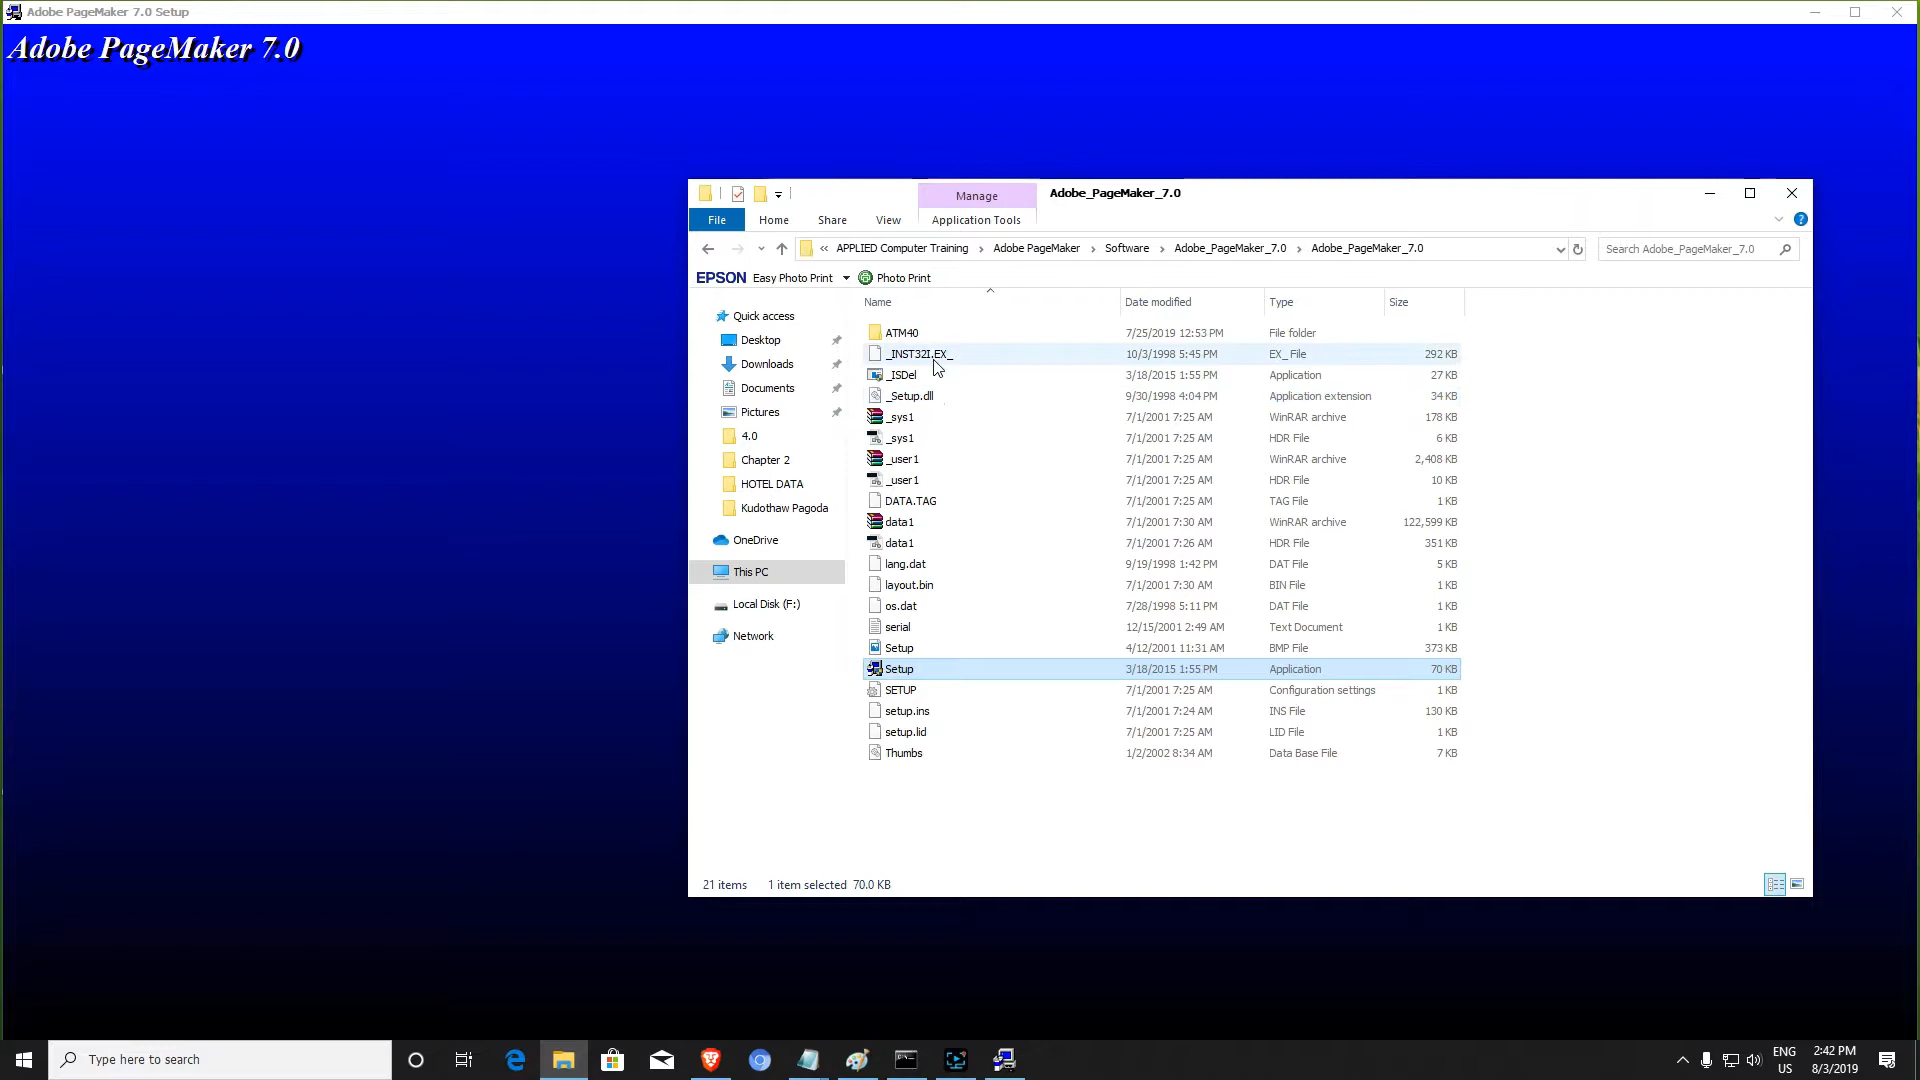 Adobe PageMaker 7.0 Setup
Adobe PageMaker 7.0
Manage
Adobe_PageMaker_7.0
File
Home
Share
View
Application Tools
APPLIED Computer Training
Adobe PageMaker
Software
Adobe_PageMaker_7.0
Adobe_PageMaker_7.0
Search Adobe_PageMaker_7.0
EPSON Easy Photo Print
Photo Print
Quick access
Desktop
Downloads
Documents
Pictures
4.0
Chapter 2
HOTEL DATA
Kudothaw Pagoda
OneDrive
This PC
Local Disk (F:)
Network
Name Date modified Type Size
ATM40 7/25/2019 12:53 PM File folder
_INST32I.EX_ 10/3/1998 5:45 PM EX_ File 292 KB
_ISDel 3/18/2015 1:55 PM Application 27 KB
_Setup.dll 9/30/1998 4:04 PM Application extension 34 KB
_sys1 7/1/2001 7:25 AM WinRAR archive 178 KB
_sys1 7/1/2001 7:25 AM HDR File 6 KB
_user1 7/1/2001 7:25 AM WinRAR archive 2,408 KB
_user1 7/1/2001 7:25 AM HDR File 10 KB
DATA.TAG 7/1/2001 7:25 AM TAG File 1 KB
data1 7/1/2001 7:30 AM WinRAR archive 122,599 KB
data1 7/1/2001 7:26 AM HDR File 351 KB
lang.dat 9/19/1998 1:42 PM DAT File 5 KB
layout.bin 7/1/2001 7:30 AM BIN File 1 KB
os.dat 7/28/1998 5:11 PM DAT File 1 KB
serial 12/15/2001 2:49 AM Text Document 1 KB
Setup 4/12/2001 11:31 AM BMP File 373 KB
Setup 3/18/2015 1:55 PM Application 70 KB
SETUP 7/1/2001 7:25 AM Configuration settings 1 KB
setup.ins 7/1/2001 7:24 AM INS File 130 KB
setup.lid 7/1/2001 7:25 AM LID File 1 KB
Thumbs 1/2/2002 8:34 AM Data Base File 7 KB
21 items 1 item selected 70.0 KB
Type here to search
ENG
US
2:42 PM
8/3/2019